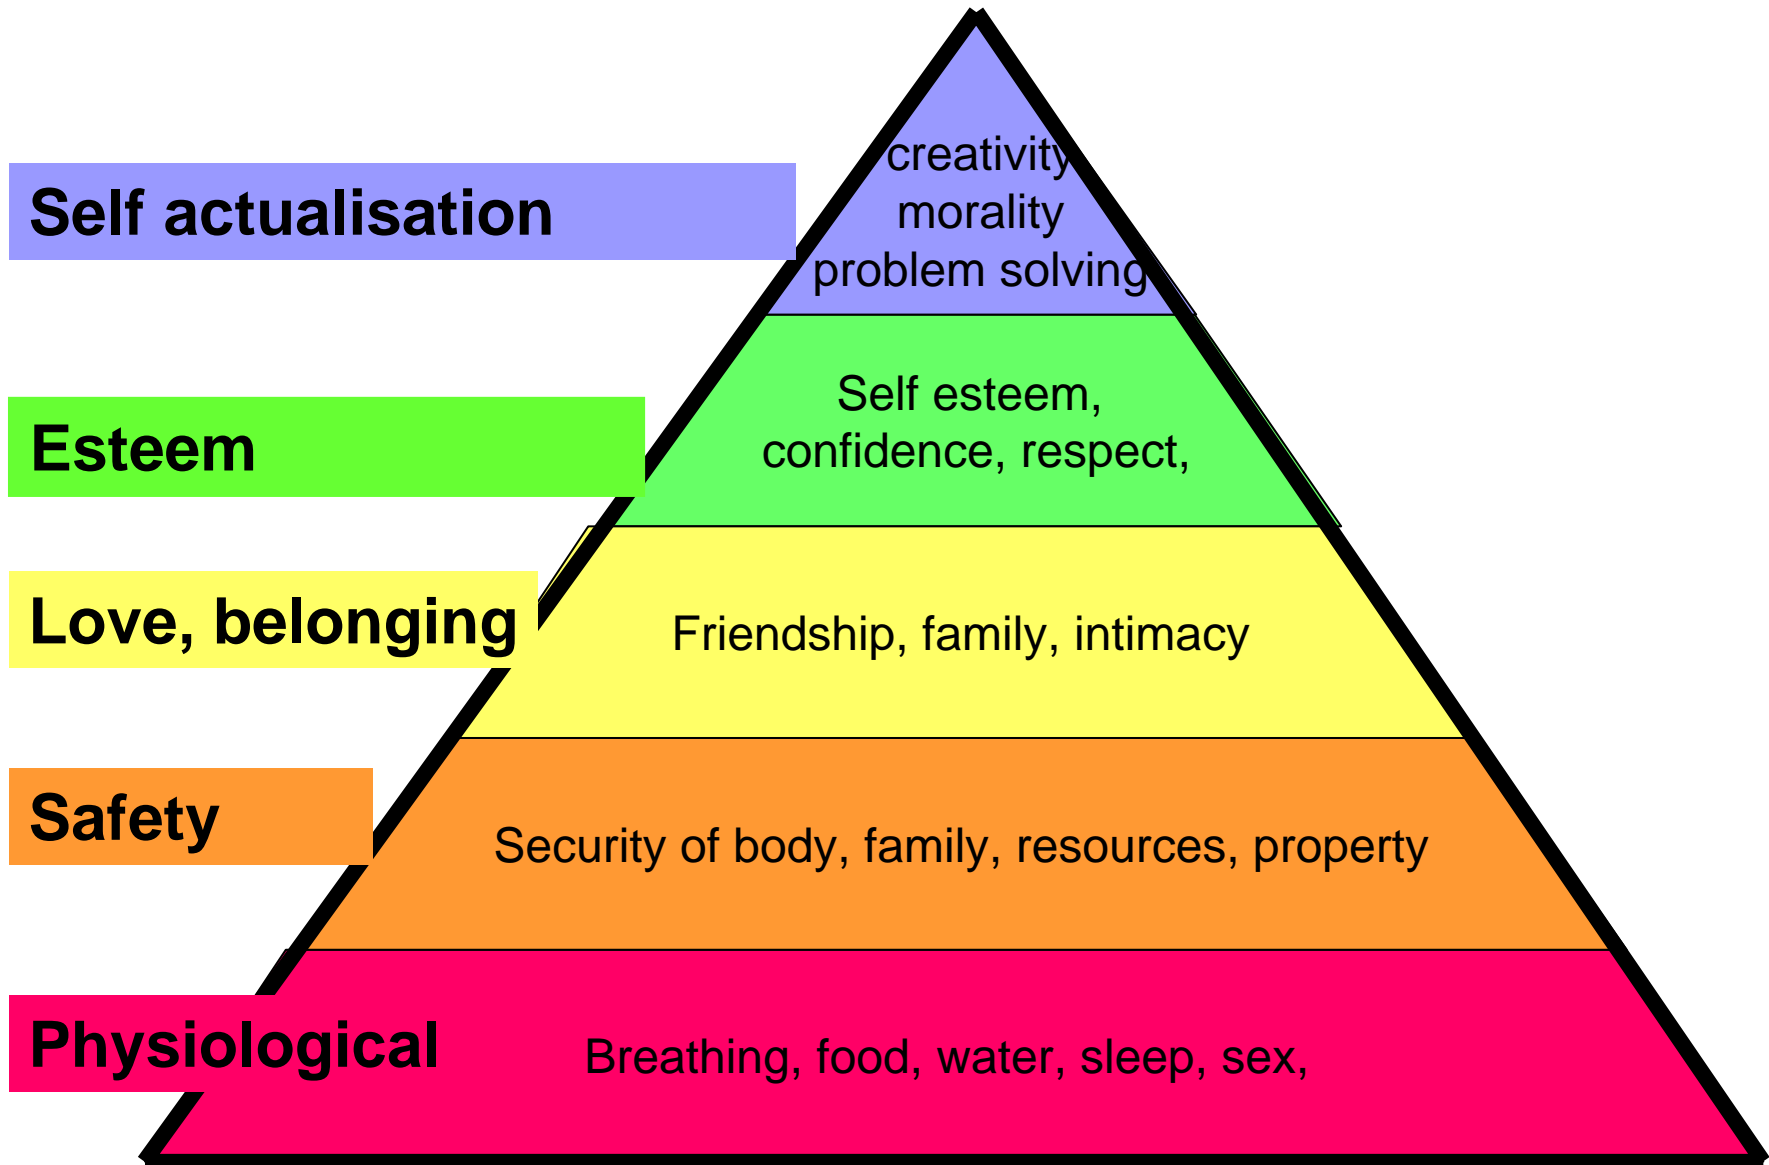 creativity
morality
problem solving
Self actualisation
Self esteem,
confidence, respect,
Esteem
Friendship, family, intimacy
Love, belonging
Security of body, family, resources, property
Safety
Breathing, food, water, sleep, sex,
Physiological